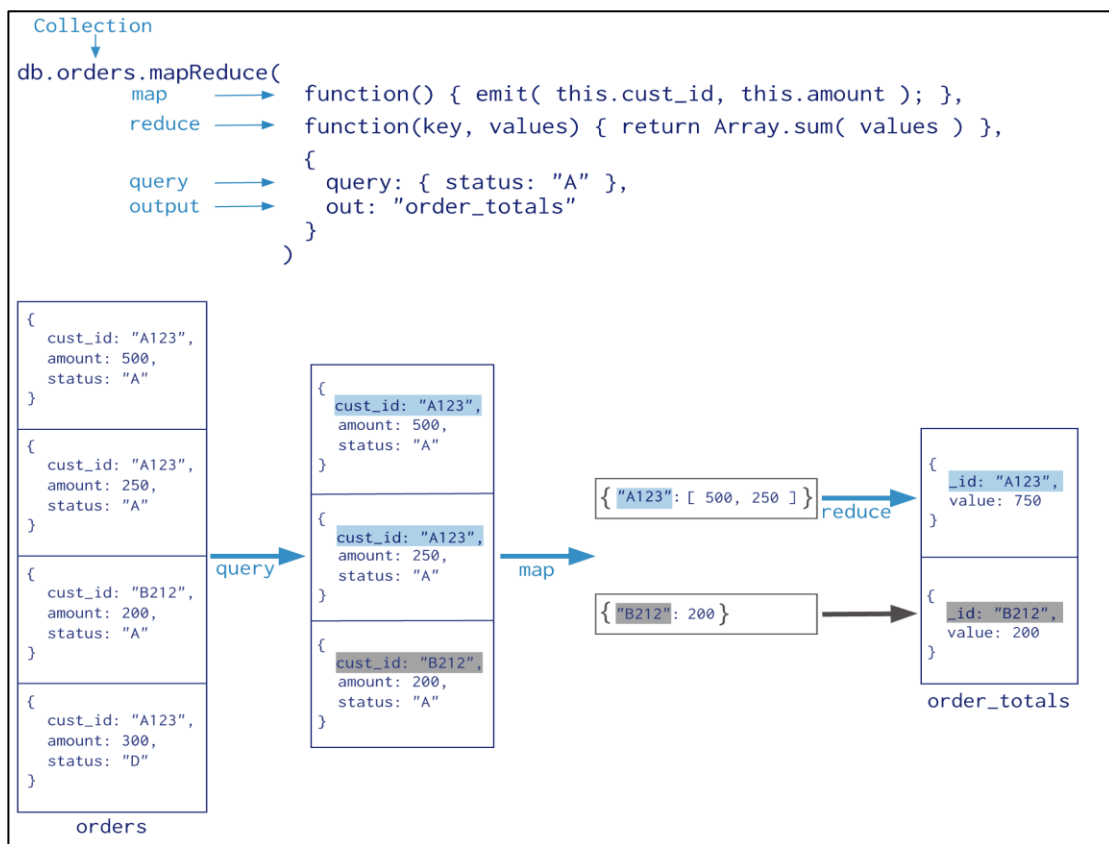 Collection
db.orders.mapReduce(
map function() { emit( this.cust_id, this.amount ); },
reduce function(key, values) { return Array.sum( values ) },
{
query query: { status: "A" },
output out: "order_totals"
}
)
{
cust_id: "A123",
amount: 500,
status: "A"
}
{
cust_id: "A123",
amount: 250,
status: "A"
}
{
cust_id: "B212",
amount: 200,
status: "A"
}
{
cust_id: "A123",
amount: 300,
status: "D"
}
orders
query
{
cust_id: "A123",
amount: 500,
status: "A"
}
{
cust_id: "A123",
amount: 250,
status: "A"
}
{
cust_id: "B212",
amount: 200,
status: "A"
}
map
{ "A123": [ 500, 250 ] }
{ "B212": 200 }
reduce
{
_id: "A123",
value: 750
}
{
_id: "B212",
value: 200
}
order_totals